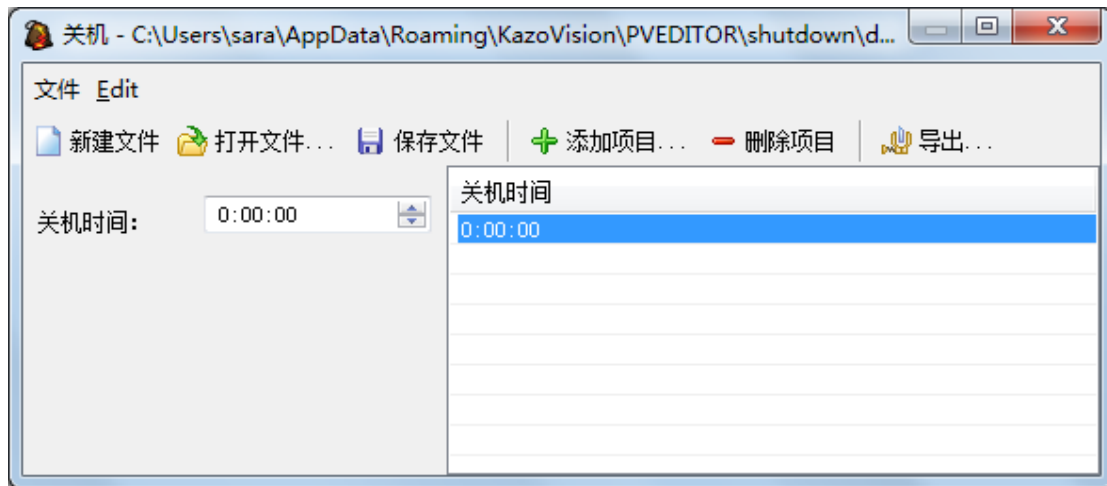 关机 - C:\Users\sara\AppData\Roaming\KazoVision\PVEDITOR\shutdown\d...
文件 Edit
新建文件 打开文件... 保存文件 添加项目... 删除项目 导出...
关机时间
关机时间: 0:00:00
0:00:00